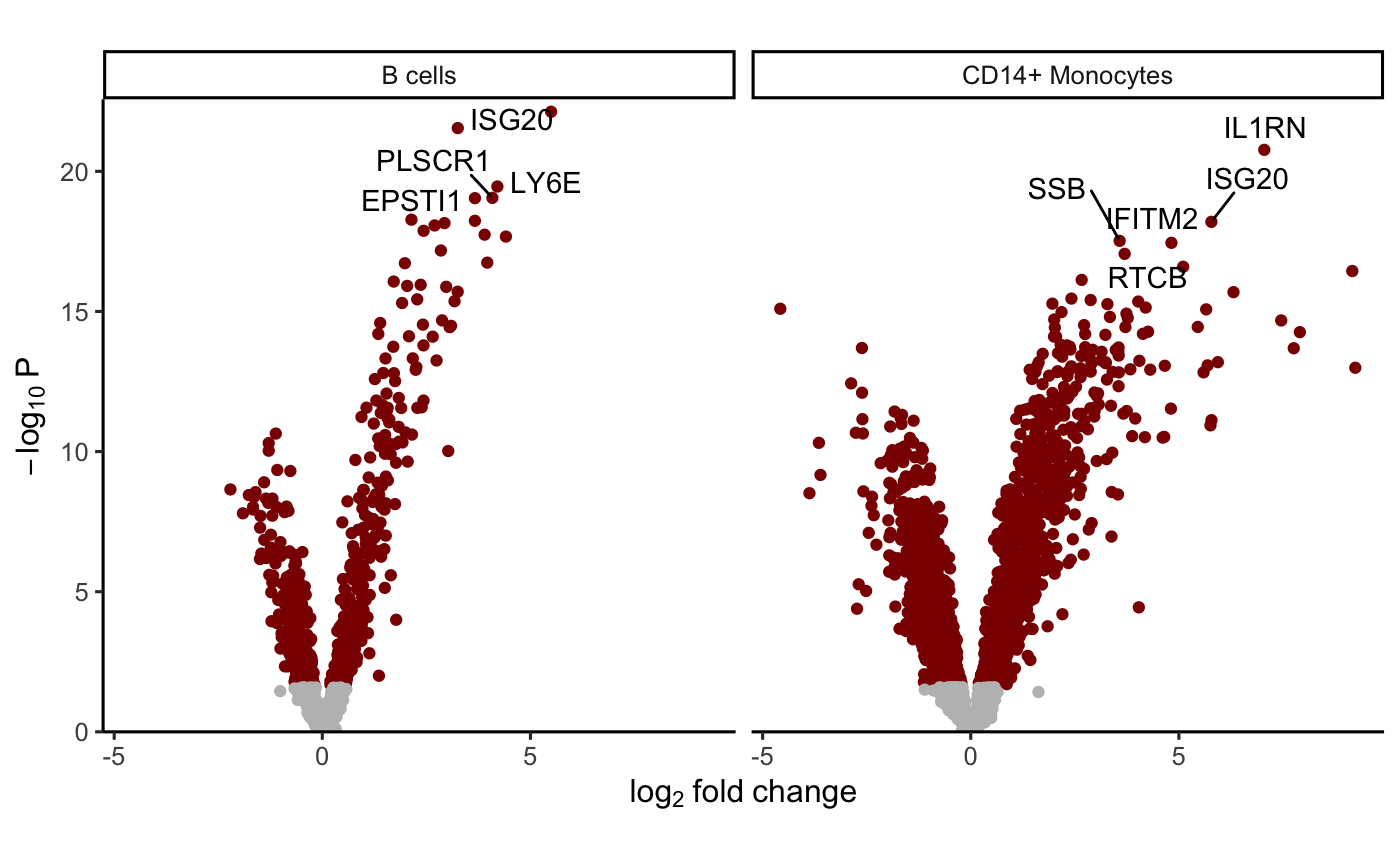 B cells
CD14+ Monocytes
ISG20
PLSCR1
LY6E
EPSTI1
IL1RN
ISG20
SSB
IFITM2
RTCB
20
15
10
5
0
−log₁₀ P
-5 0 5
-5 0 5
log₂ fold change